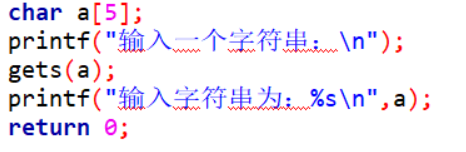 char a[5];
printf("输入一个字符串：\n");
gets(a);
printf("输入字符串为：%s\n",a);
return 0;